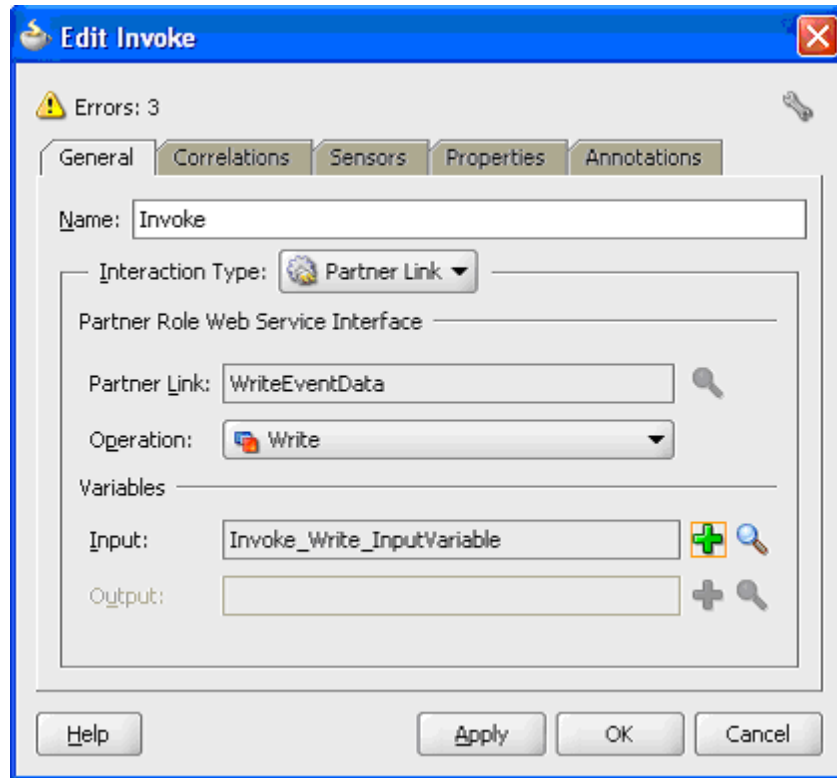 Edit Invoke
Errors: 3
General Correlations Sensors Properties Annotations
Name: Invoke
Interaction Type: Partner Link
Partner Role Web Service Interface
Partner Link: WriteEventData
Operation: Write
Variables
Input: Invoke_Write_InputVariable
Output:
Help Apply OK Cancel